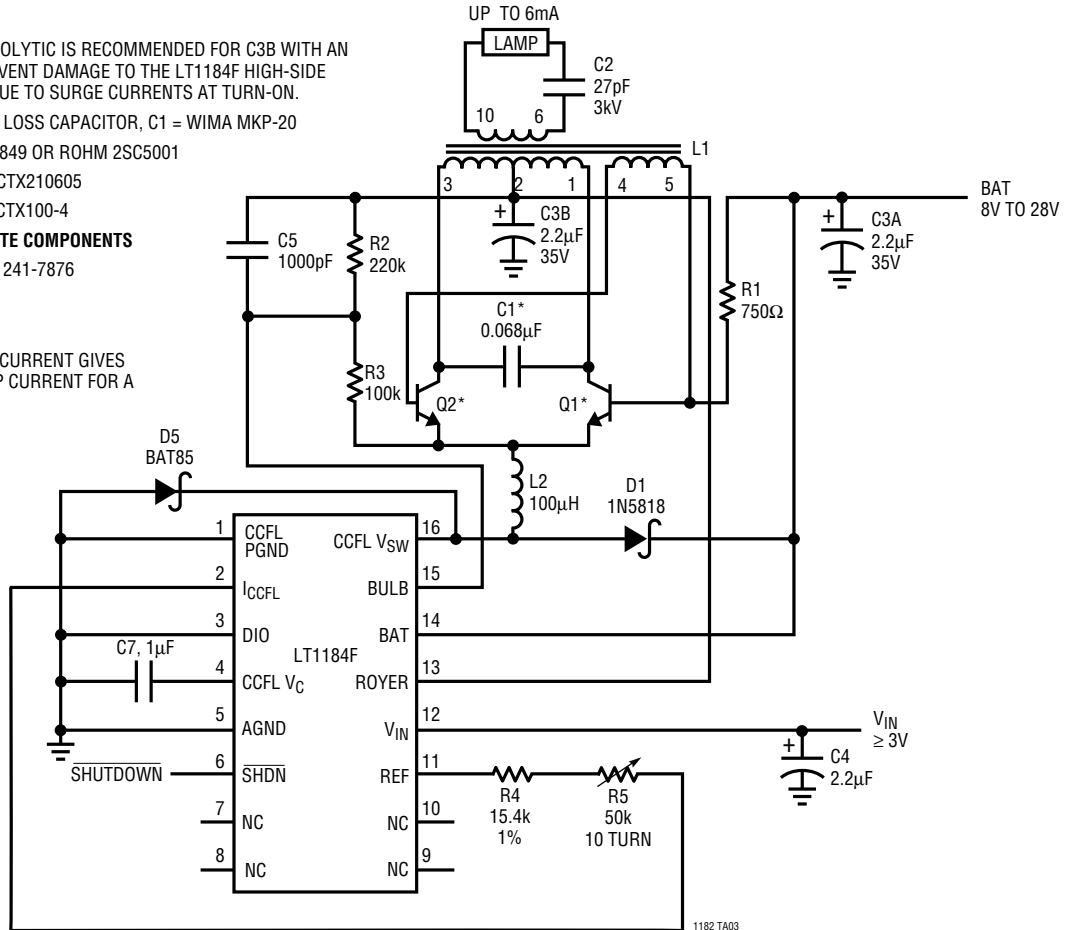 UP TO 6mA
LAMP
C2
27pF
3kV
10
6
L1
3
2
1
4
5
OLYTIC IS RECOMMENDED FOR C3B WITH AN
VENT DAMAGE TO THE LT1184F HIGH-SIDE
UE TO SURGE CURRENTS AT TURN-ON.
LOSS CAPACITOR, C1 = WIMA MKP-20
849 OR ROHM 2SC5001
CTX210605
CTX100-4
TE COMPONENTS
241-7876
CURRENT GIVES
P CURRENT FOR A
C5
1000pF
R2
220k
+
C3B
2.2µF
35V
BAT
8V TO 28V
+
C3A
2.2µF
35V
R1
750Ω
C1*
0.068µF
R3
100k
Q2*
Q1*
D5
BAT85
L2
100µH
D1
1N5818
1
CCFL
PGND
2
ICCFL
3
DIO
C7, 1µF
4
CCFL VC
5
AGND
SHUTDOWN
6
SHDN
7
NC
8
NC
LT1184F
16
CCFL VSW
15
BULB
14
BAT
13
ROYER
12
VIN
11
REF
10
NC
9
NC
VIN
≥ 3V
+
C4
2.2µF
R4
15.4k
1%
R5
50k
10 TURN
1182 TA03